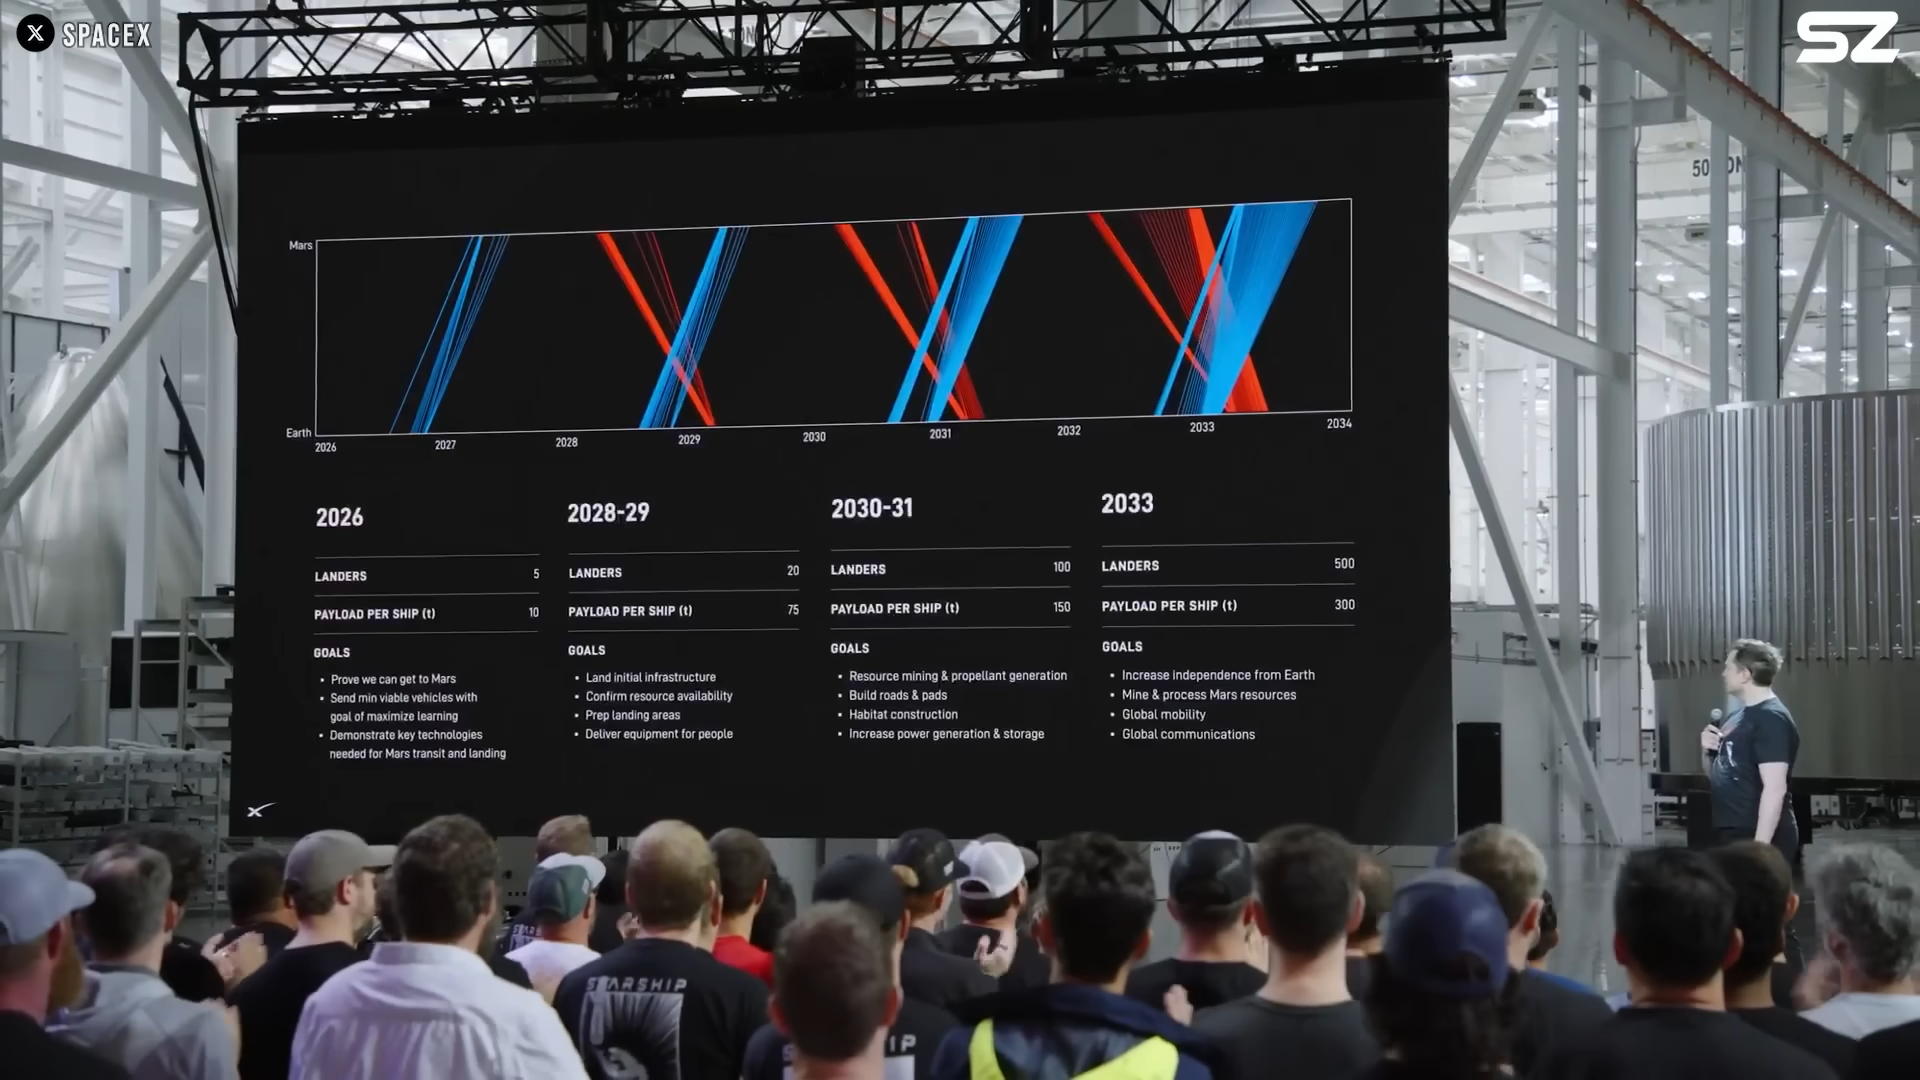 X SPACEX
SZ
50 TON
Mars
Earth
2026 2027 2028 2029 2030 2031 2032 2033 2034
2026
LANDERS 5
PAYLOAD PER SHIP (t) 10
GOALS
• Prove we can get to Mars
• Send min viable vehicles with
goal of maximize learning
• Demonstrate key technologies
needed for Mars transit and landing
2028-29
LANDERS 20
PAYLOAD PER SHIP (t) 75
GOALS
• Land initial infrastructure
• Confirm resource availability
• Prep landing areas
• Deliver equipment for people
2030-31
LANDERS 100
PAYLOAD PER SHIP (t) 150
GOALS
• Resource mining & propellant generation
• Build roads & pads
• Habitat construction
• Increase power generation & storage
2033
LANDERS 500
PAYLOAD PER SHIP (t) 300
GOALS
• Increase independence from Earth
• Mine & process Mars resources
• Global mobility
• Global communications
STARSHIP